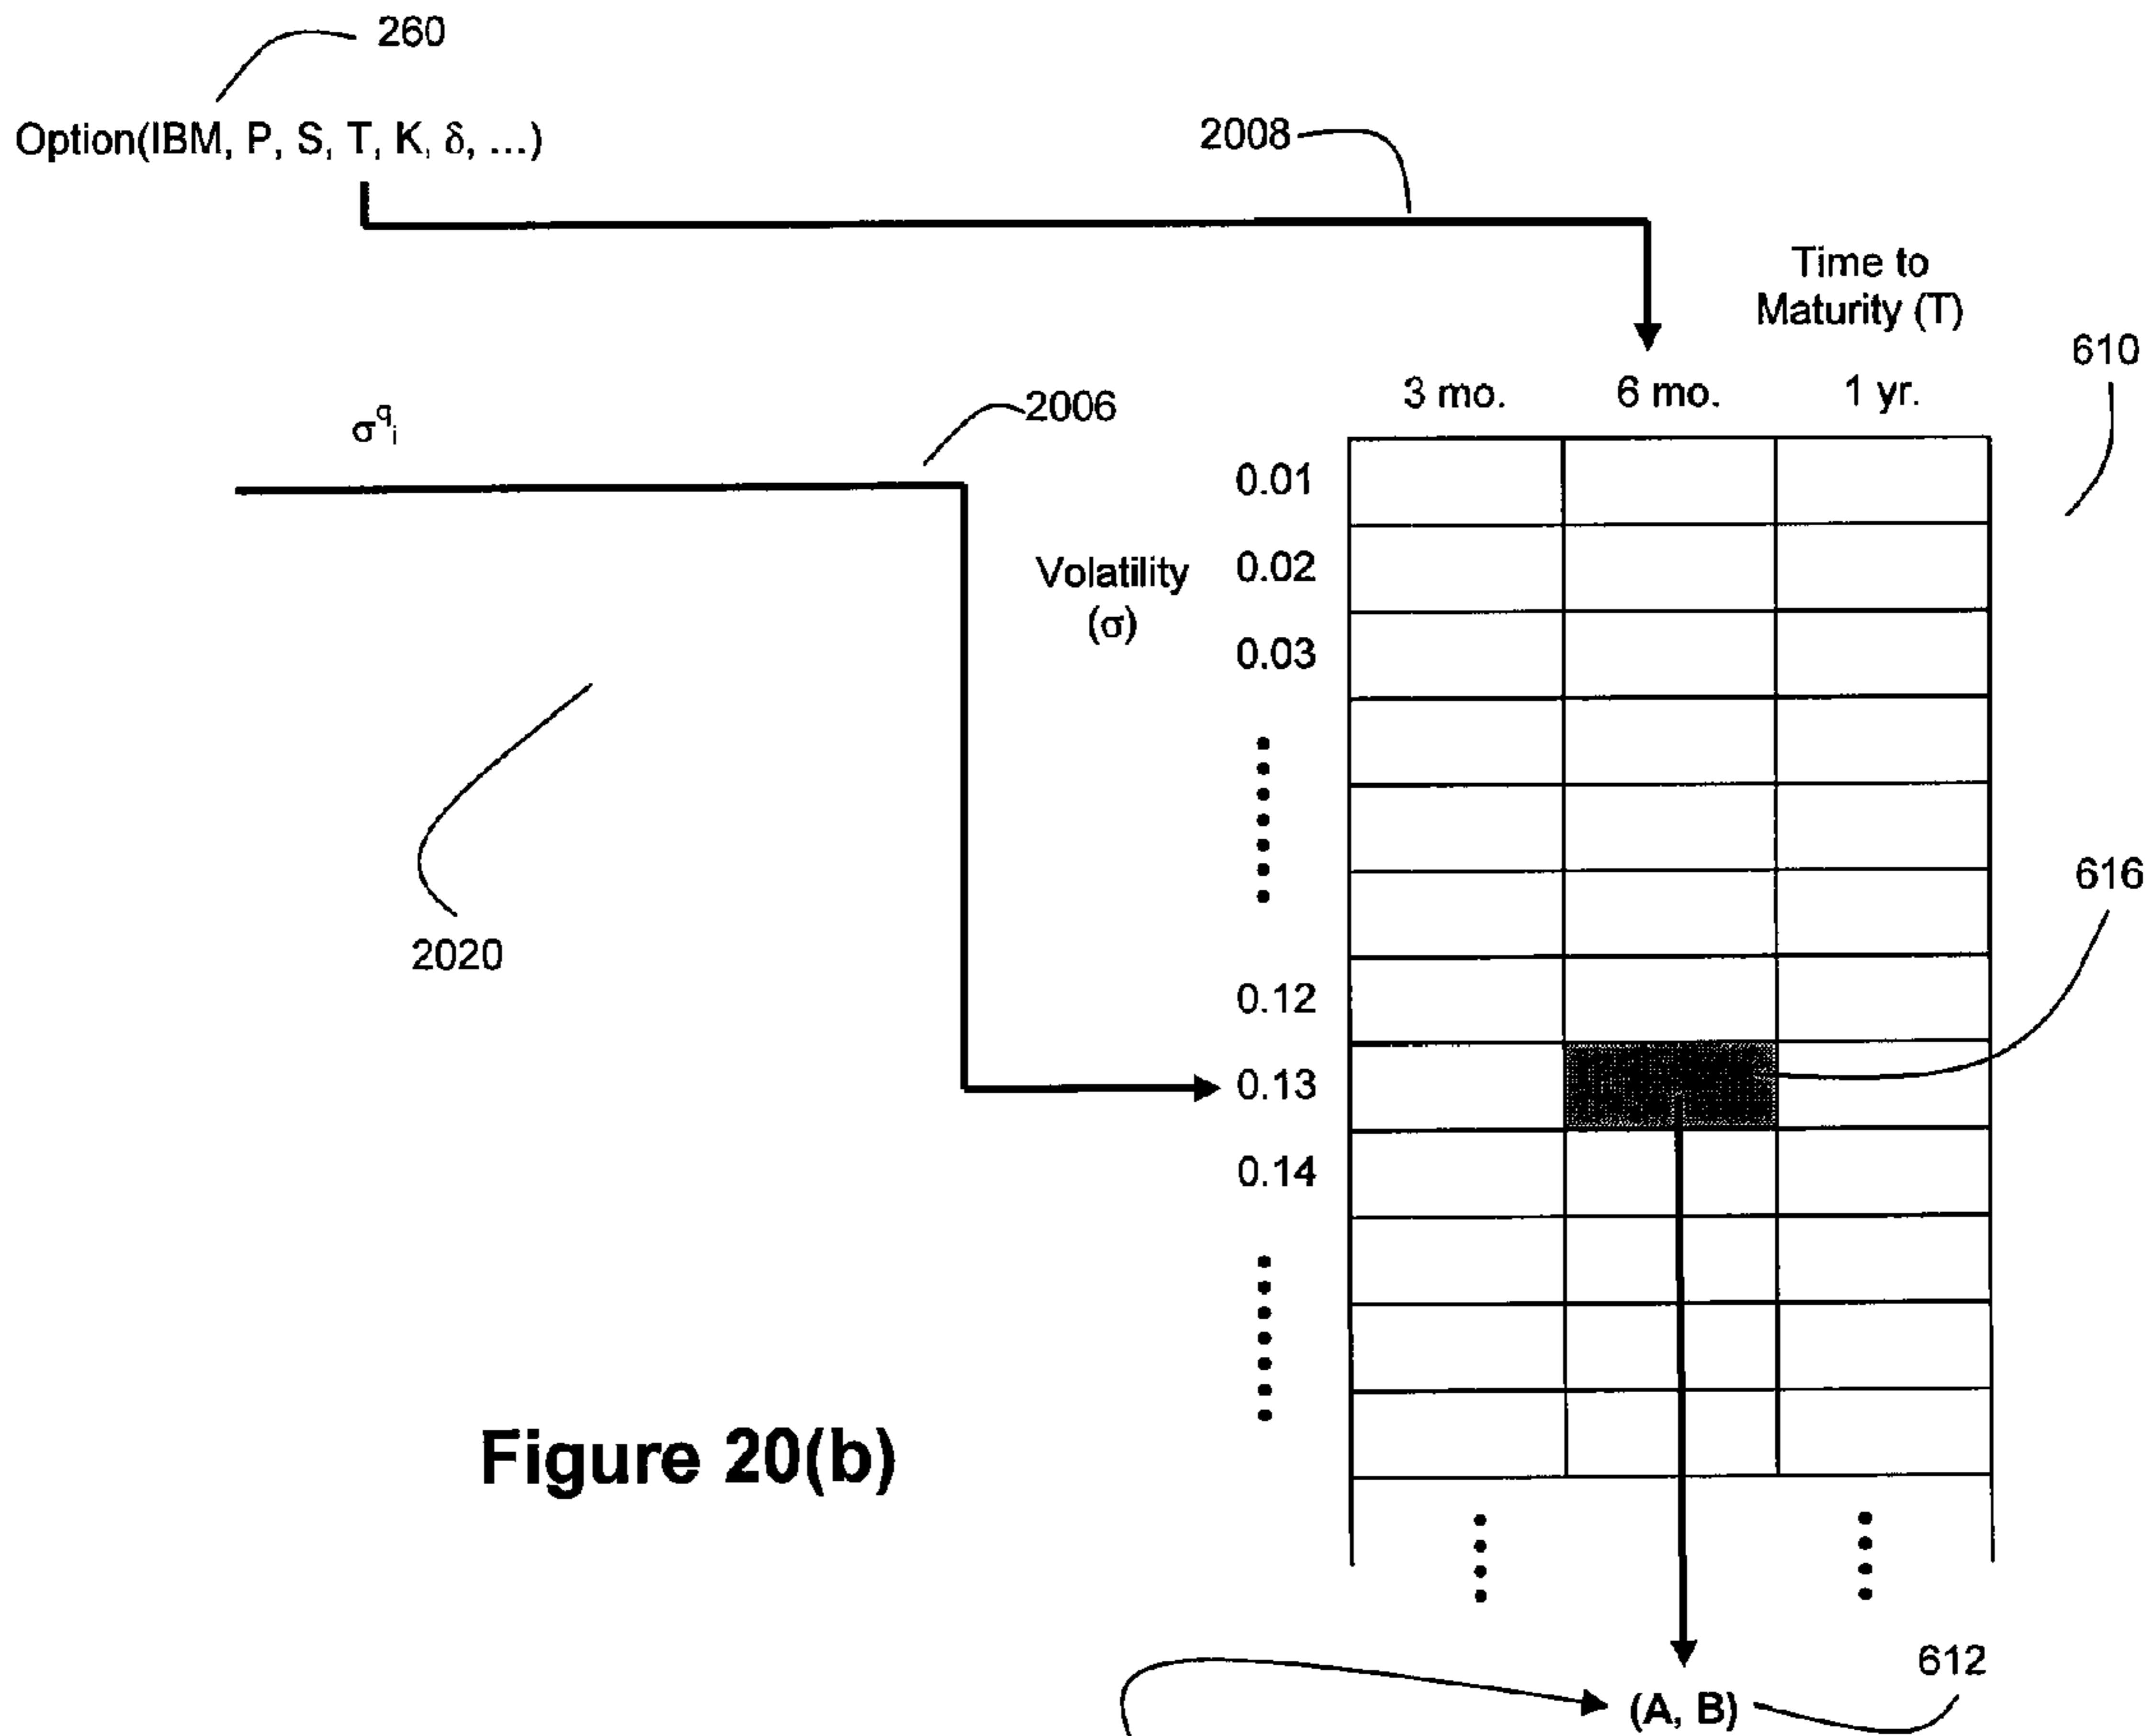 260
Option(IBM, P, S, T, K, δ, ...)
2008
Time to
Maturity (T)
610
3 mo. 6 mo. 1 yr.
σ^q_i
2006
0.01
Volatility 0.02
(σ)
0.03
616
2020
0.12
0.13
0.14
Figure 20(b)
612
(A, B)